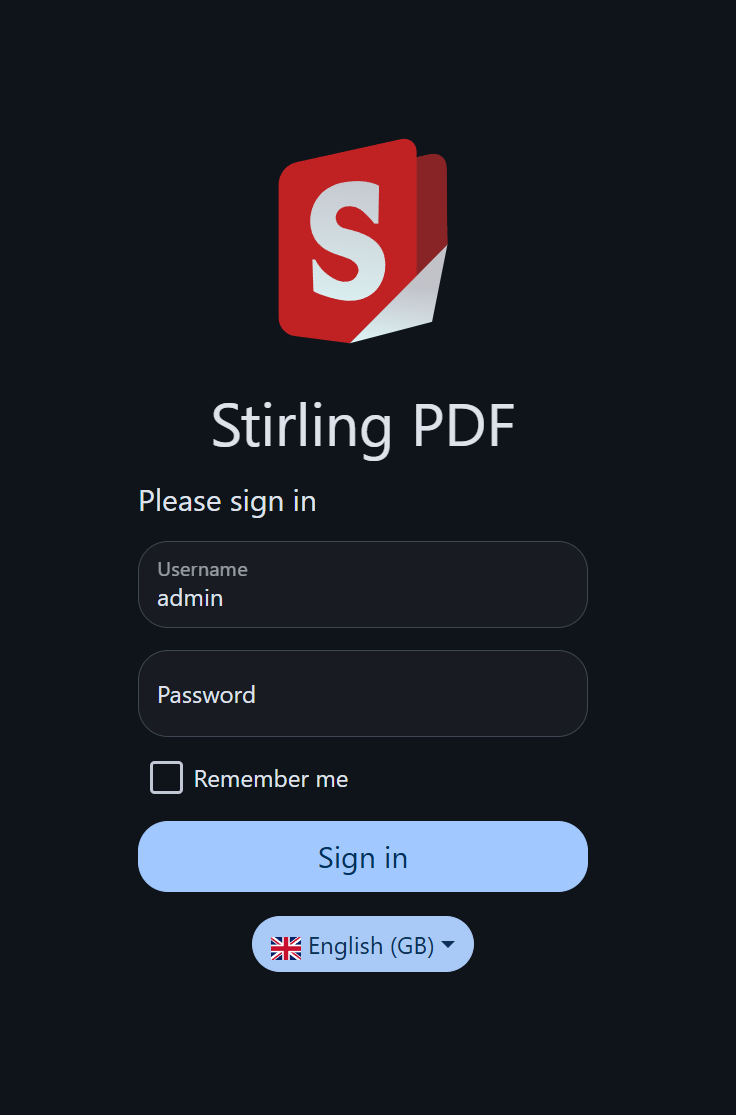 S
Stirling PDF
Please sign in
Username
admin
Password
Remember me
Sign in
English (GB)